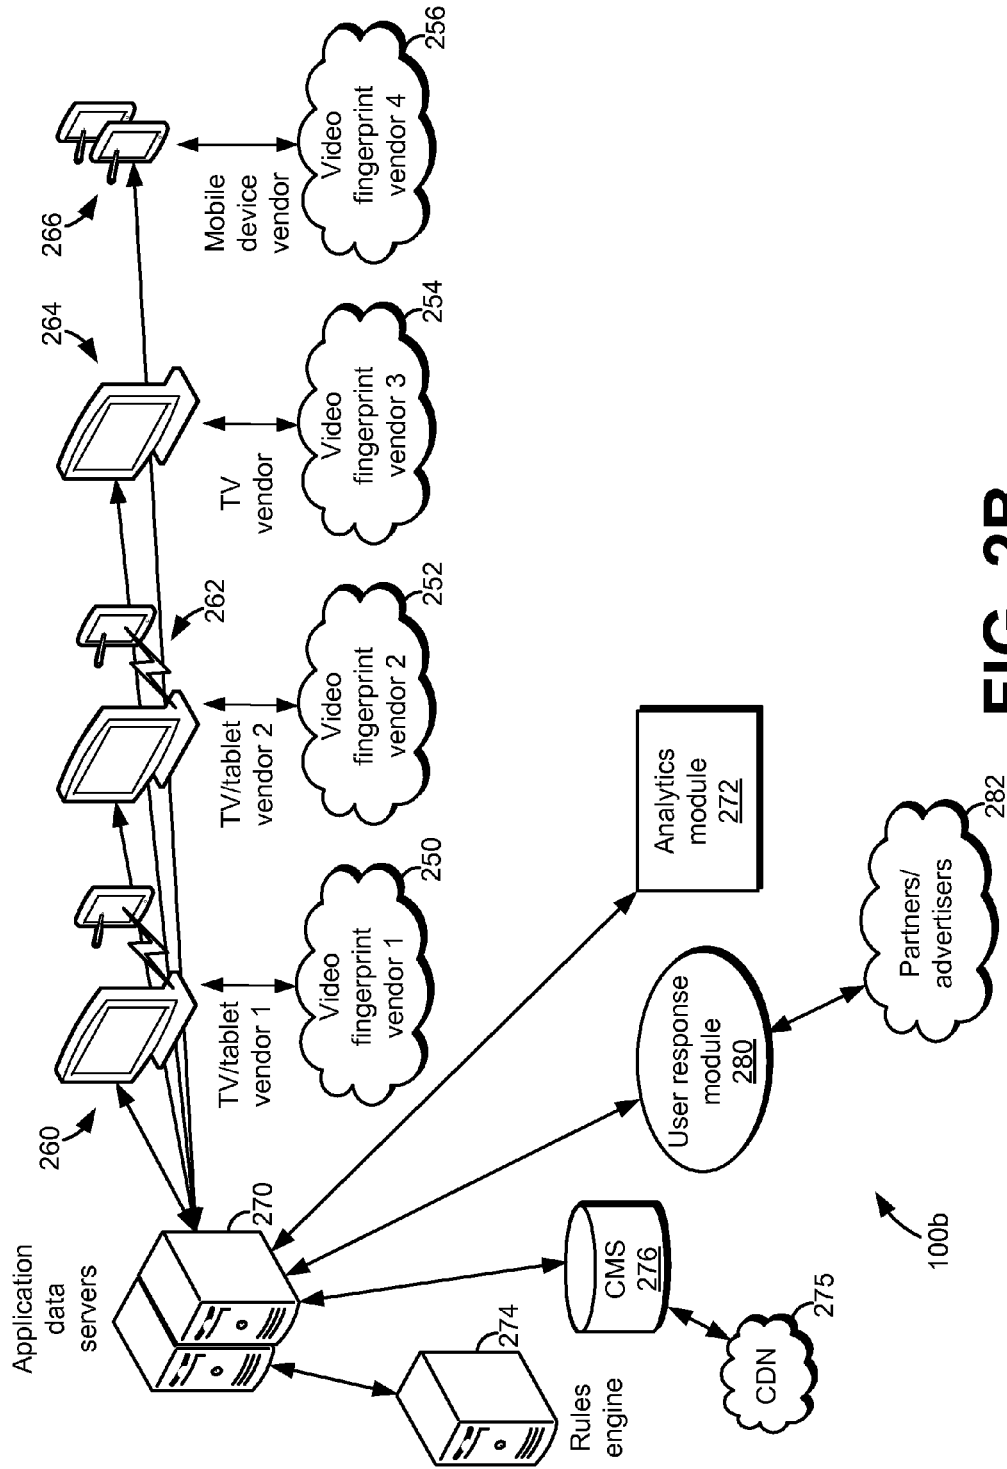 Application
data
servers
270
Rules
engine
274
260
262
264
266
TV/tablet
vendor 1
TV/tablet
vendor 2
TV
vendor
Mobile
device
vendor
Video
fingerprint
vendor 1
250
Video
fingerprint
vendor 2
252
Video
fingerprint
vendor 3
254
Video
fingerprint
vendor 4
256
CMS
276
CDN
275
User response
module
280
Analytics
module
272
Partners/
advertisers
282
100b
FIG. 2B